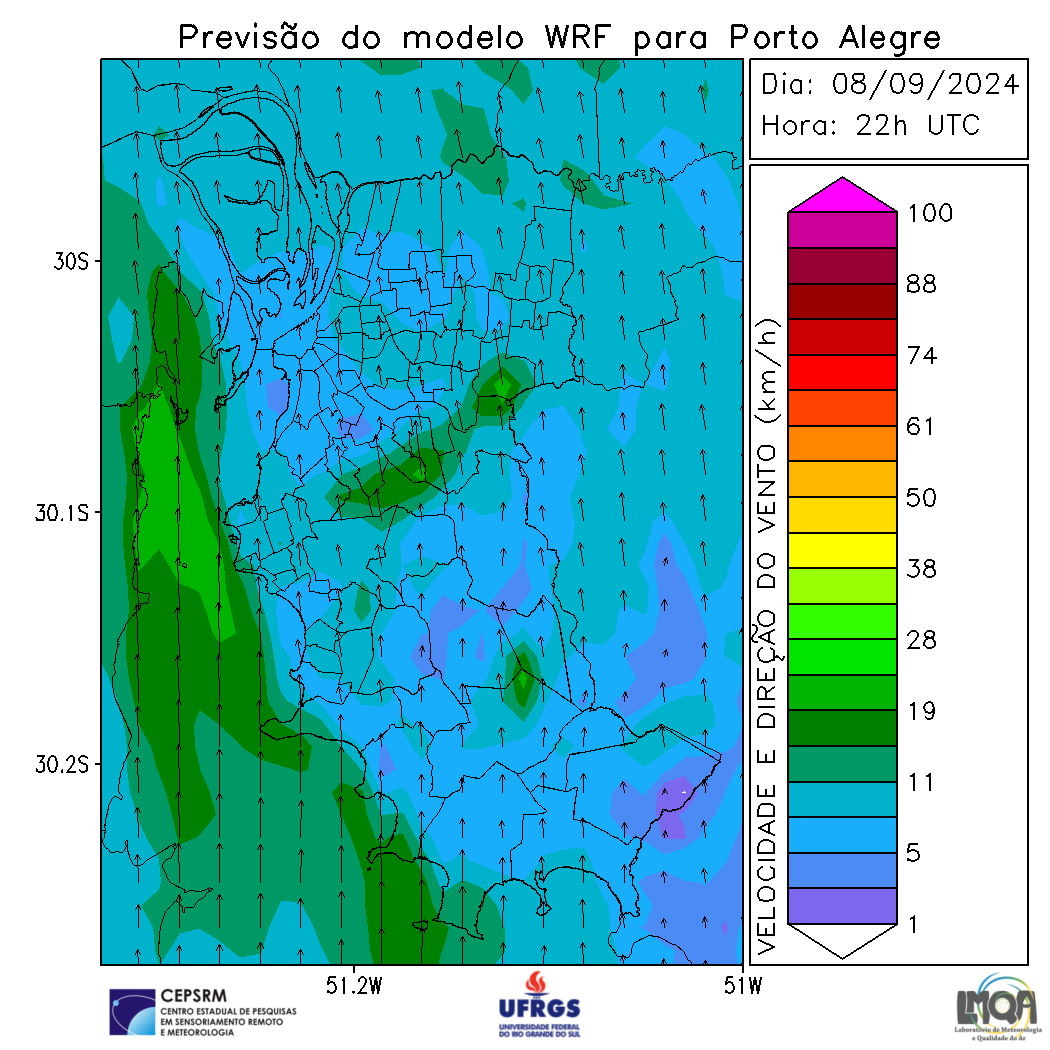 Previsão do modelo WRF para Porto Alegre
Dia: 08/09/2024
Hora: 22h UTC
30S
30.1S
30.2S
51.2W
51W
VELOCIDADE E DIREÇÃO DO VENTO (km/h)
100
88
74
61
50
38
28
19
11
5
1
CEPSRM
CENTRO ESTADUAL DE PESQUISAS
EM SENSORIAMENTO REMOTO
E METEOROLOGIA
UFRGS
UNIVERSIDADE FEDERAL
DO RIO GRANDE DO SUL
LMQA
Laboratório de Meteorologia
e Qualidade do Ar